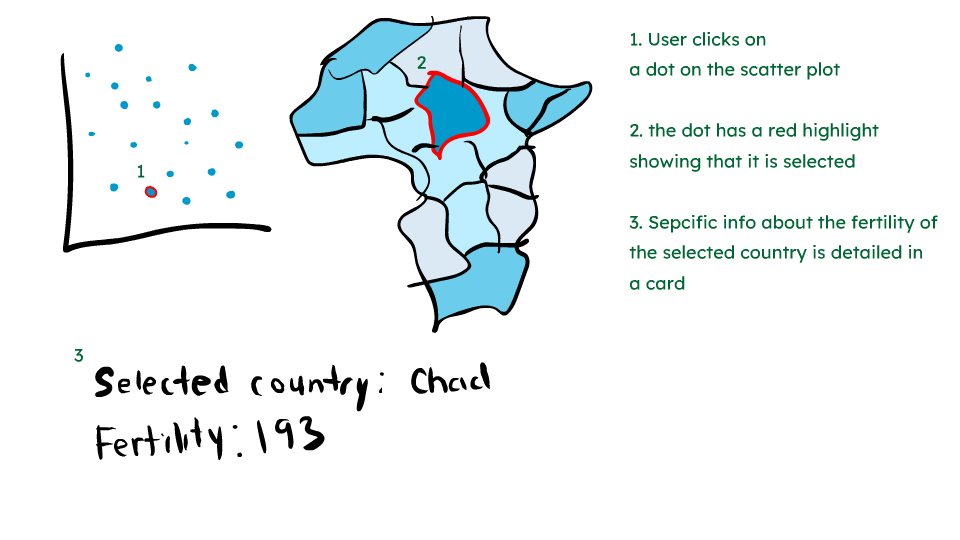 1
2
3
Selected country: Chad
Fertility: 193
1. User clicks on
a dot on the scatter plot
2. the dot has a red highlight
showing that it is selected
3. Sepcific info about the fertility of
the selected country is detailed in
a card